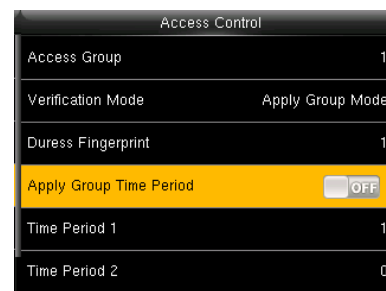 Access Control
Access Group 1
Verification Mode Apply Group Mode
Duress Fingerprint 1
Apply Group Time Period OFF
Time Period 1 1
Time Period 2 0